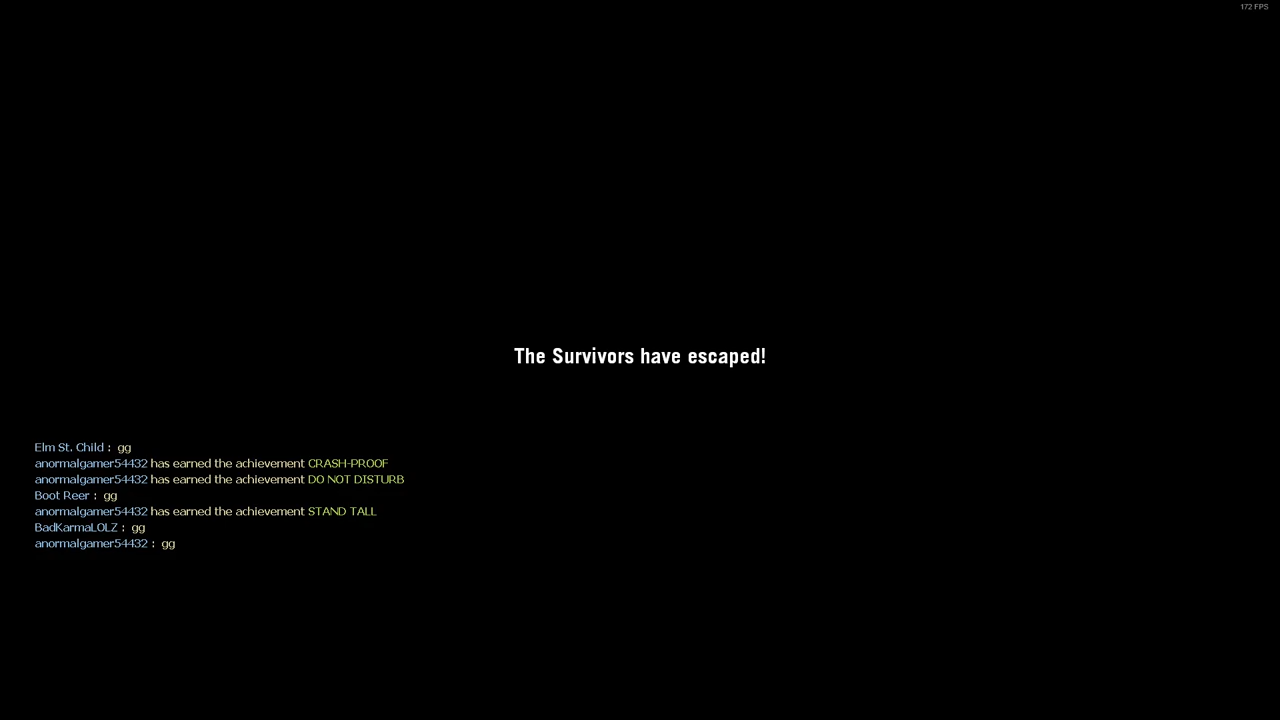 172 FPS
The Survivors have escaped!
Elm St. Child : gg
anormalgamer54432 has earned the achievement CRASH-PROOF
anormalgamer54432 has earned the achievement DO NOT DISTURB
Boot Reer : gg
anormalgamer54432 has earned the achievement STAND TALL
BadKarmaLOLZ : gg
anormalgamer54432 : gg